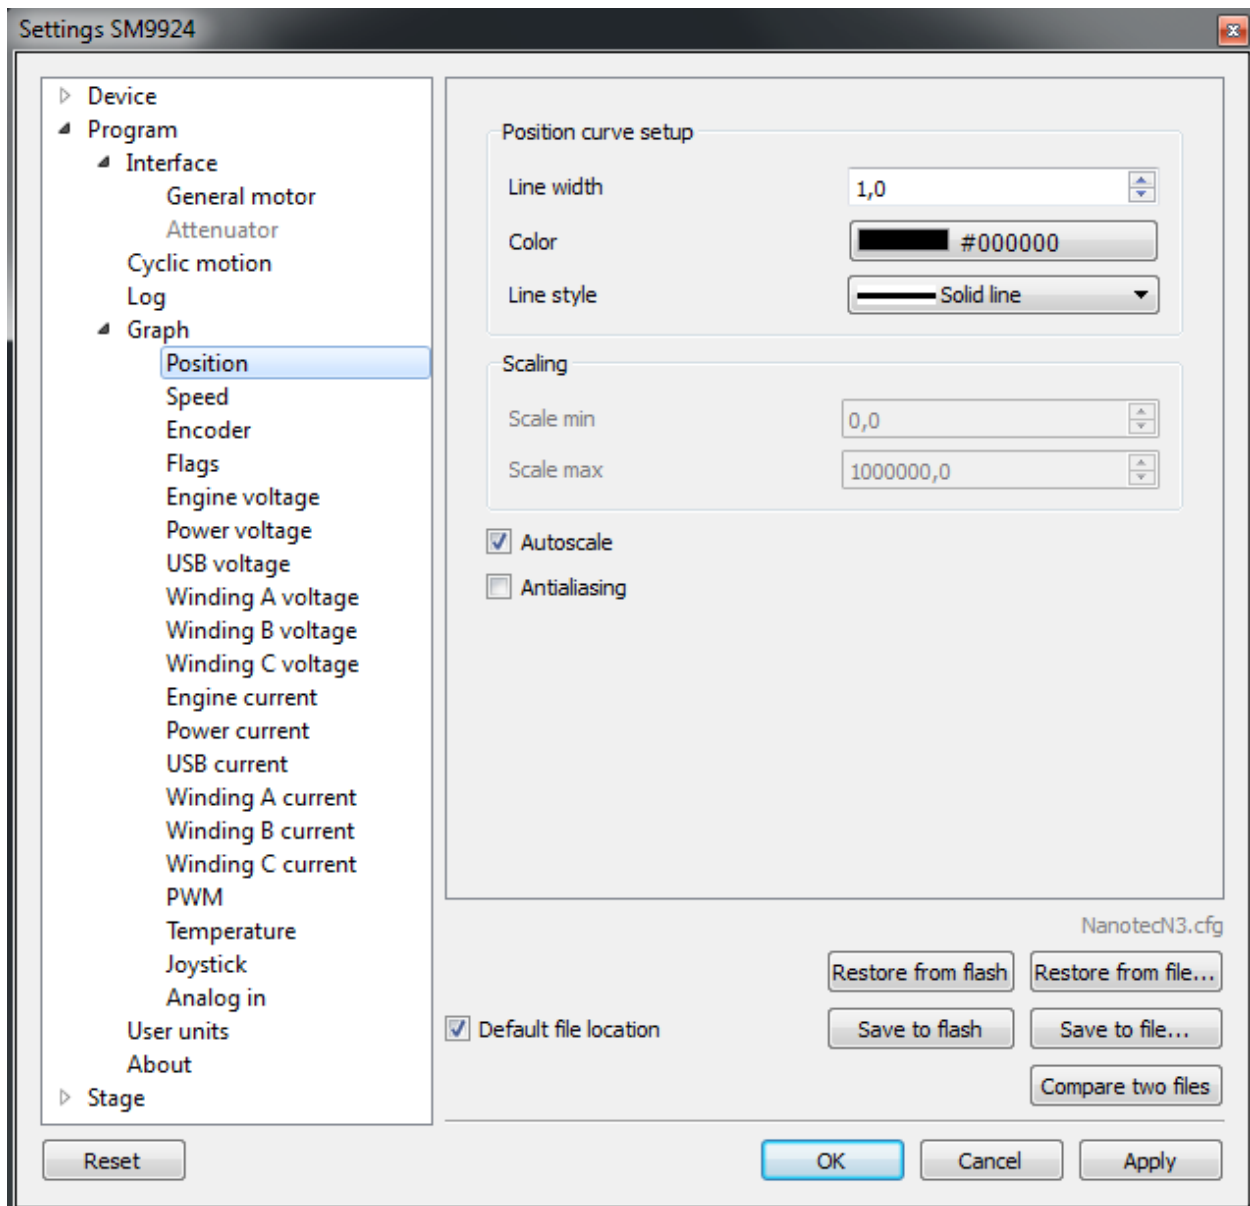 Settings SM9924
Device
Program
Interface
General motor
Attenuator
Cyclic motion
Log
Graph
Position
Speed
Encoder
Flags
Engine voltage
Power voltage
USB voltage
Winding A voltage
Winding B voltage
Winding C voltage
Engine current
Power current
USB current
Winding A current
Winding B current
Winding C current
PWM
Temperature
Joystick
Analog in
User units
About
Stage
Position curve setup
Line width 1,0
Color #000000
Line style Solid line
Scaling
Scale min 0,0
Scale max 1000000,0
Autoscale
Antialiasing
NanotecN3.cfg
Restore from flash Restore from file...
Default file location Save to flash Save to file...
Compare two files
Reset OK Cancel Apply